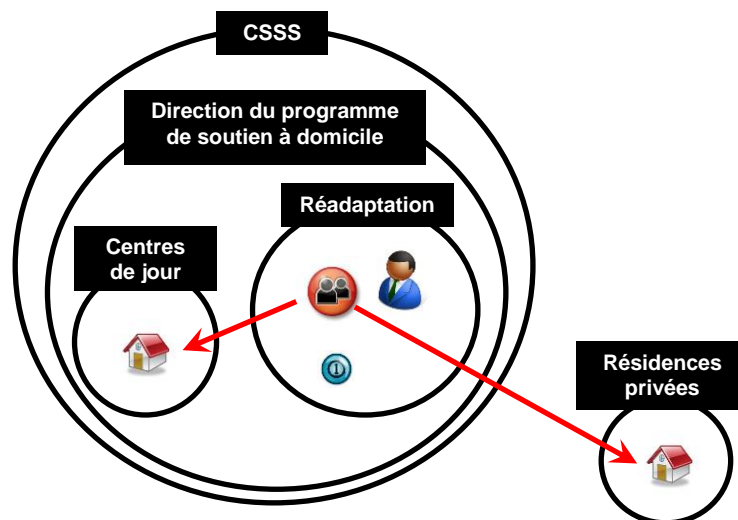 CSSS
Direction du programme
de soutien à domicile
Réadaptation
Centres
de jour
Résidences
privées